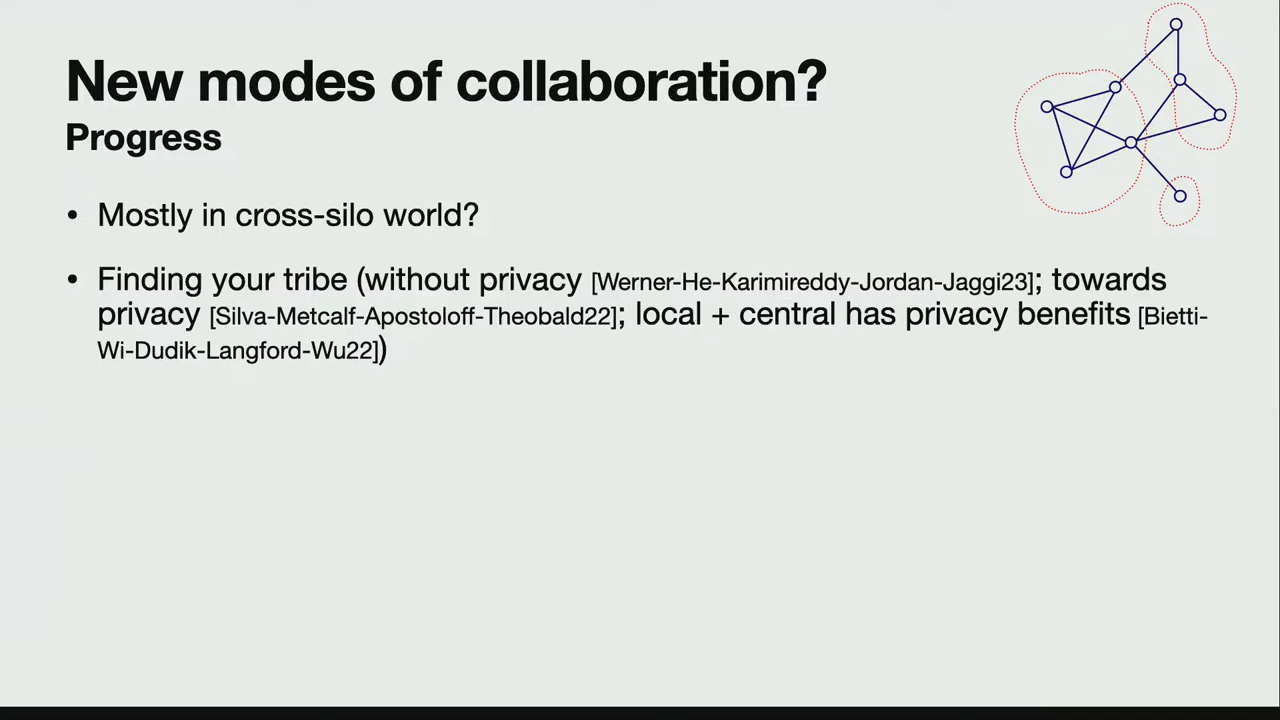 New modes of collaboration?
Progress
• Mostly in cross-silo world?
• Finding your tribe (without privacy [Werner-He-Karimireddy-Jordan-Jaggi23]; towards
privacy [Silva-Metcalf-Apostoloff-Theobald22]; local + central has privacy benefits [Bietti-
Wi-Dudik-Langford-Wu22])